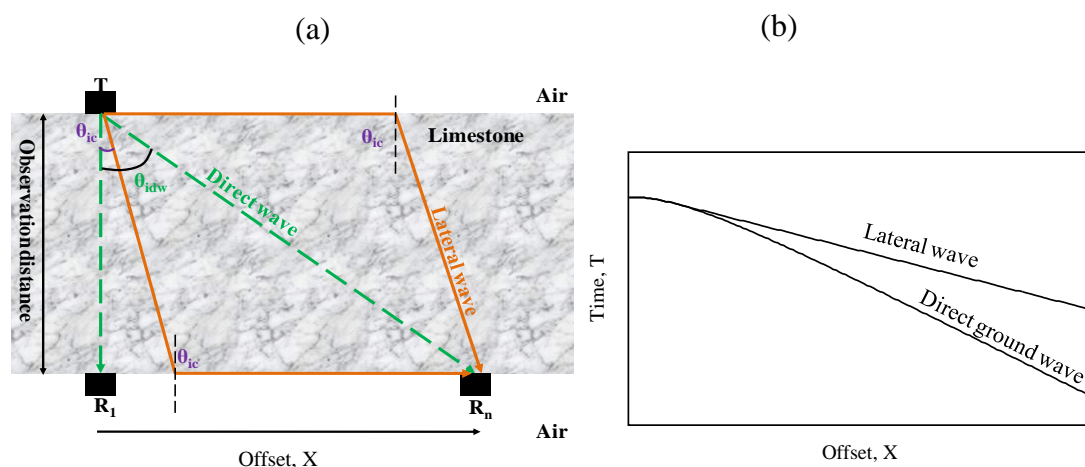 (a)
T
Air
θic
θic
Limestone
Observation distance
θidw
Direct wave
Lateral wave
θic
R1
Rn
Air
Offset, X
(b)
Time, T
Lateral wave
Direct ground wave
Offset, X